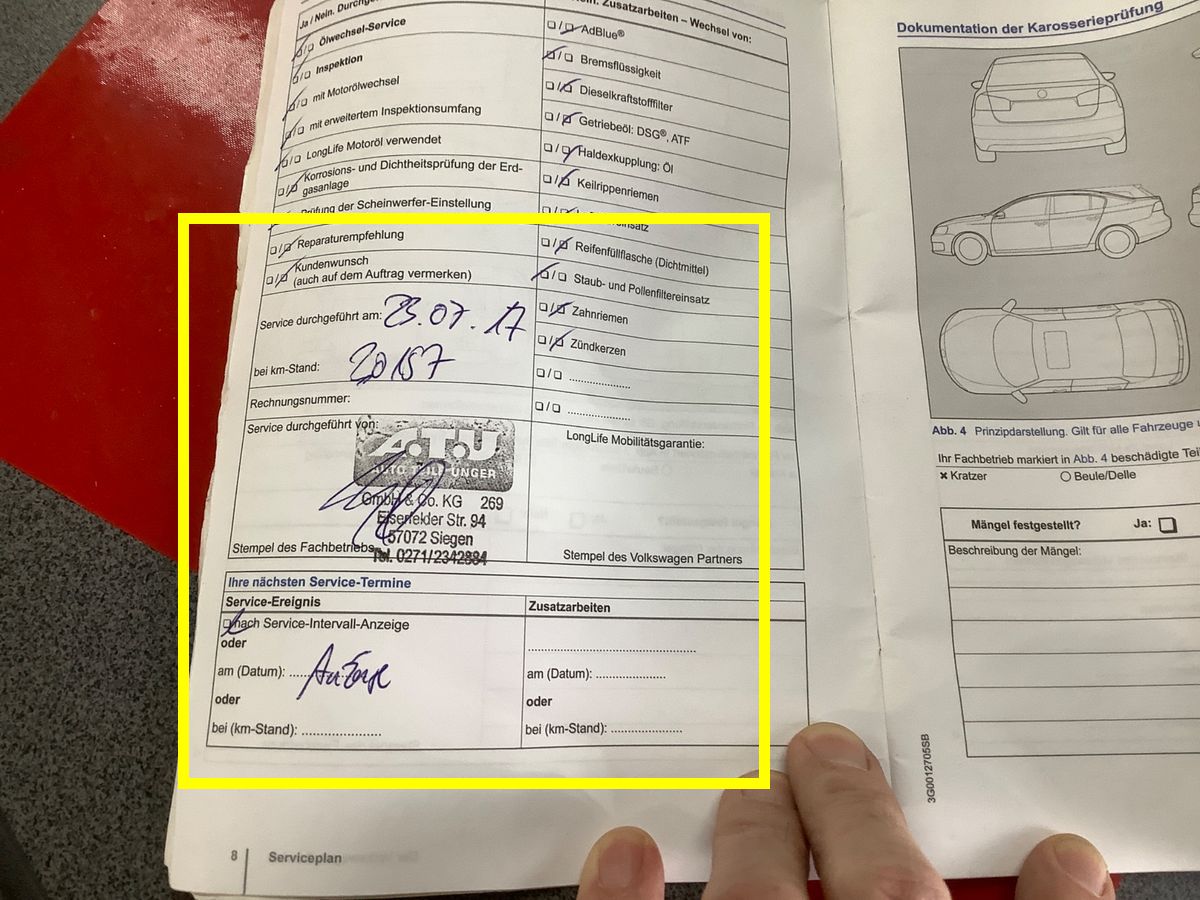 Ja / Nein. Durchge
Ölwechsel-Service
Inspektion
mit Motorölwechsel
mit erweitertem Inspektionsumfang
LongLife Motoröl verwendet
Korrosions- und Dichtheitsprüfung der Erd-
gasanlage
Prüfung der Scheinwerfer-Einstellung
Reparaturempfehlung
Kundenwunsch
(auch auf dem Auftrag vermerken)
Service durchgeführt am: 23.07.17
bei km-Stand: 20157
Rechnungsnummer:
Service durchgeführt von:
A.T.U
AUTO TEILE UNGER
GmbH & Co. KG 269
Eiserfelder Str. 94
57072 Siegen
Tel. 0271/2342884
Stempel des Fachbetriebs
Zusatzarbeiten – Wechsel von:
AdBlue®
Bremsflüssigkeit
Dieselkraftstofffilter
Getriebeöl: DSG®, ATF
Haldexkupplung: Öl
Keilrippenriemen
Reifenfüllflasche (Dichtmittel)
Staub- und Pollenfiltereinsatz
Zahnriemen
Zündkerzen
LongLife Mobilitätsgarantie:
Stempel des Volkswagen Partners
Ihre nächsten Service-Termine
Service-Ereignis
nach Service-Intervall-Anzeige
oder
am (Datum): ....................
oder
bei (km-Stand): ....................
Zusatzarbeiten
am (Datum): ..................
oder
bei (km-Stand): ..................
8 Serviceplan
Dokumentation der Karosserieprüfung
Abb. 4 Prinzipdarstellung. Gilt für alle Fahrzeuge
Ihr Fachbetrieb markiert in Abb. 4 beschädigte Teil
Kratzer Beule/Delle
Mängel festgestellt? Ja:
Beschreibung der Mängel:
3G0012705SB